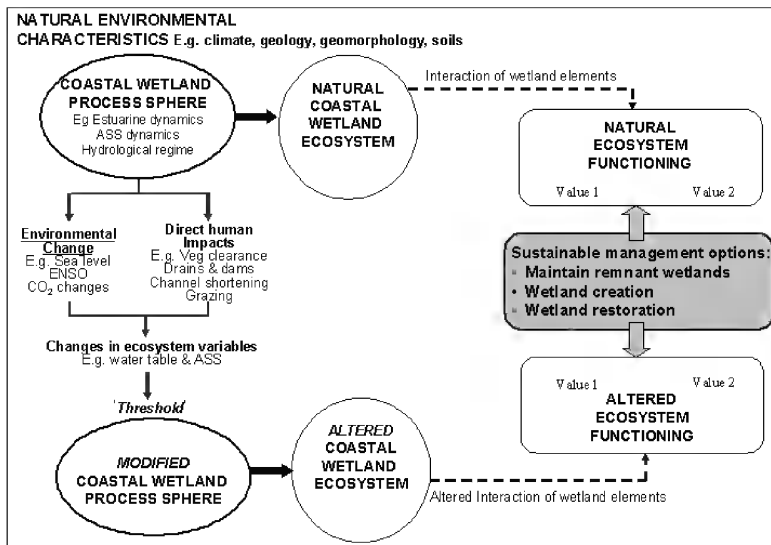 NATURAL ENVIRONMENTAL
CHARACTERISTICS E.g. climate, geology, geomorphology, soils
COASTAL WETLAND
PROCESS SPHERE
Eg Estuarine dynamics
ASS dynamics
Hydrological regime
NATURAL
COASTAL
WETLAND
ECOSYSTEM
Interaction of wetland elements
NATURAL
ECOSYSTEM
FUNCTIONING
Value 1 Value 2
Environmental
Change
E.g. Sea level
ENSO
CO₂ changes
Direct human
Impacts
E.g. Veg clearance
Drains & dams
Channel shortening
Grazing
Sustainable management options:
▪ Maintain remnant wetlands
• Wetland creation
▪ Wetland restoration
Changes in ecosystem variables
E.g. water table & ASS
'Threshold'
MODIFIED
COASTAL WETLAND
PROCESS SPHERE
ALTERED
COASTAL
WETLAND
ECOSYSTEM
Value 1 Value 2
ALTERED
ECOSYSTEM
FUNCTIONING
Altered Interaction of wetland elements